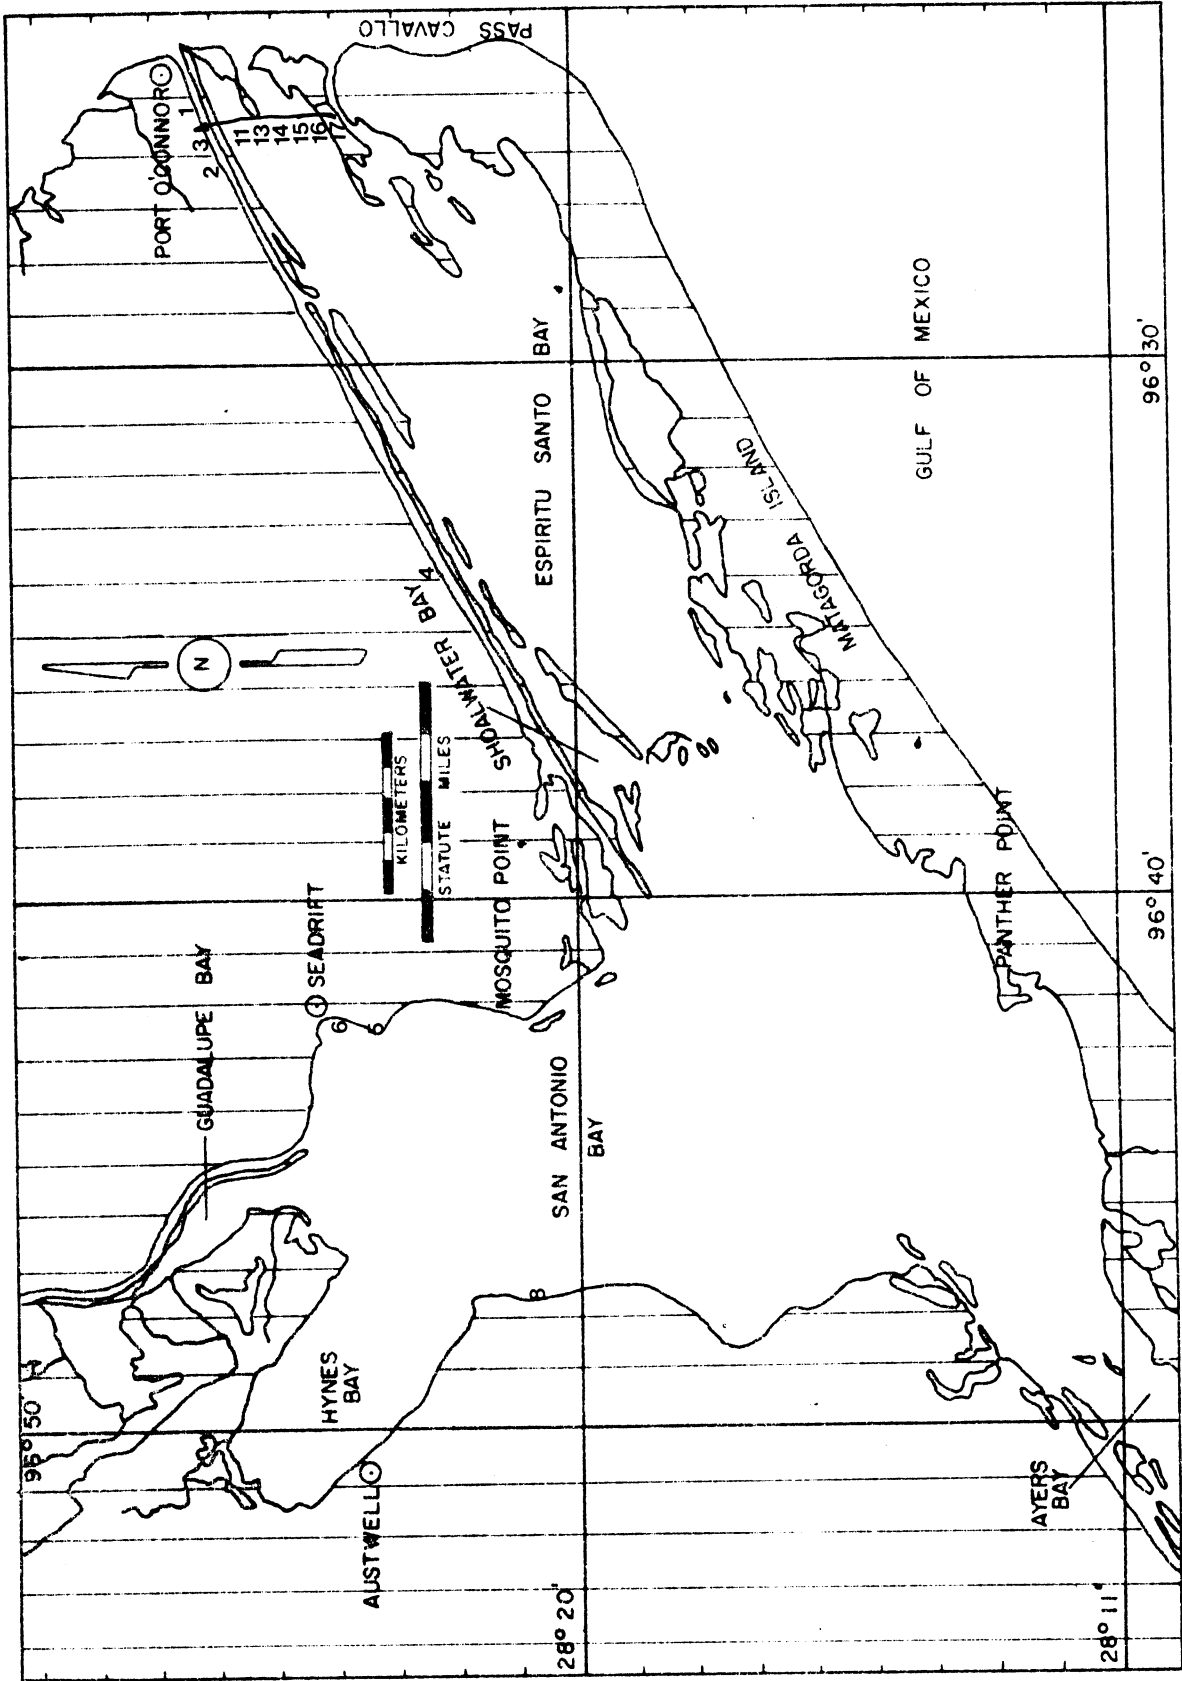 PASS CAVALLO
PORT O'CONNOR
1
3
2
11
13
14
15
16
17
ESPIRITU SANTO BAY
GULF OF MEXICO
96° 30'
MATAGORDA ISLAND
4
SHOALWATER BAY
N
KILOMETERS
STATUTE MILES
MOSQUITO POINT
PANTHER POINT
96° 40'
SEADRIFT
6
5
GUADALUPE BAY
SAN ANTONIO
BAY
8
HYNES
BAY
96° 50'
AUSTWELL
AYERS
BAY
28° 20'
28° 11'